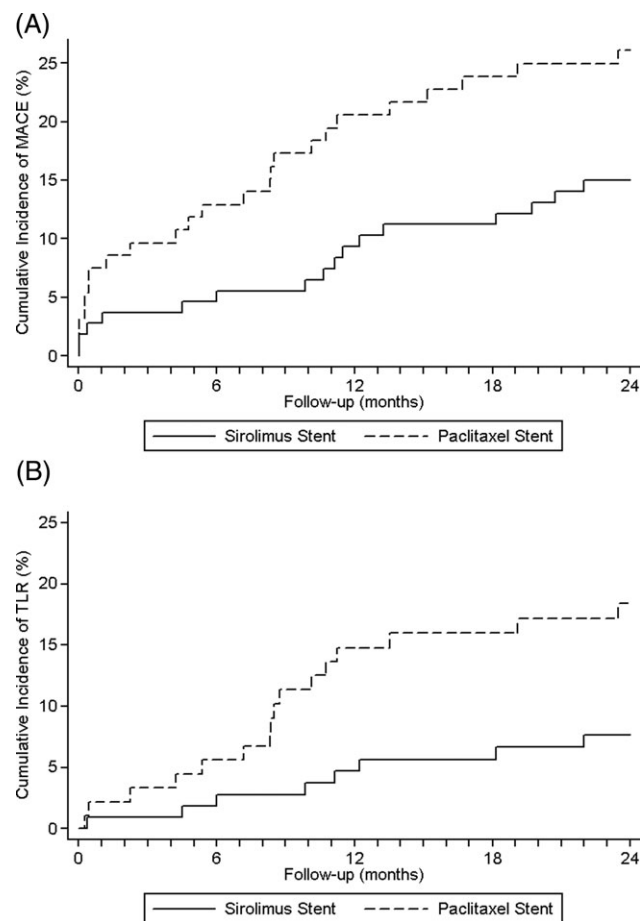 (A)
Cumulative Incidence of MACE (%)
25
20
15
10
5
0
0 6 12 18 24
Follow-up (months)
Sirolimus Stent Paclitaxel Stent
(B)
Cumulative Incidence of TLR (%)
25
20
15
10
5
0
0 6 12 18 24
Follow-up (months)
Sirolimus Stent Paclitaxel Stent